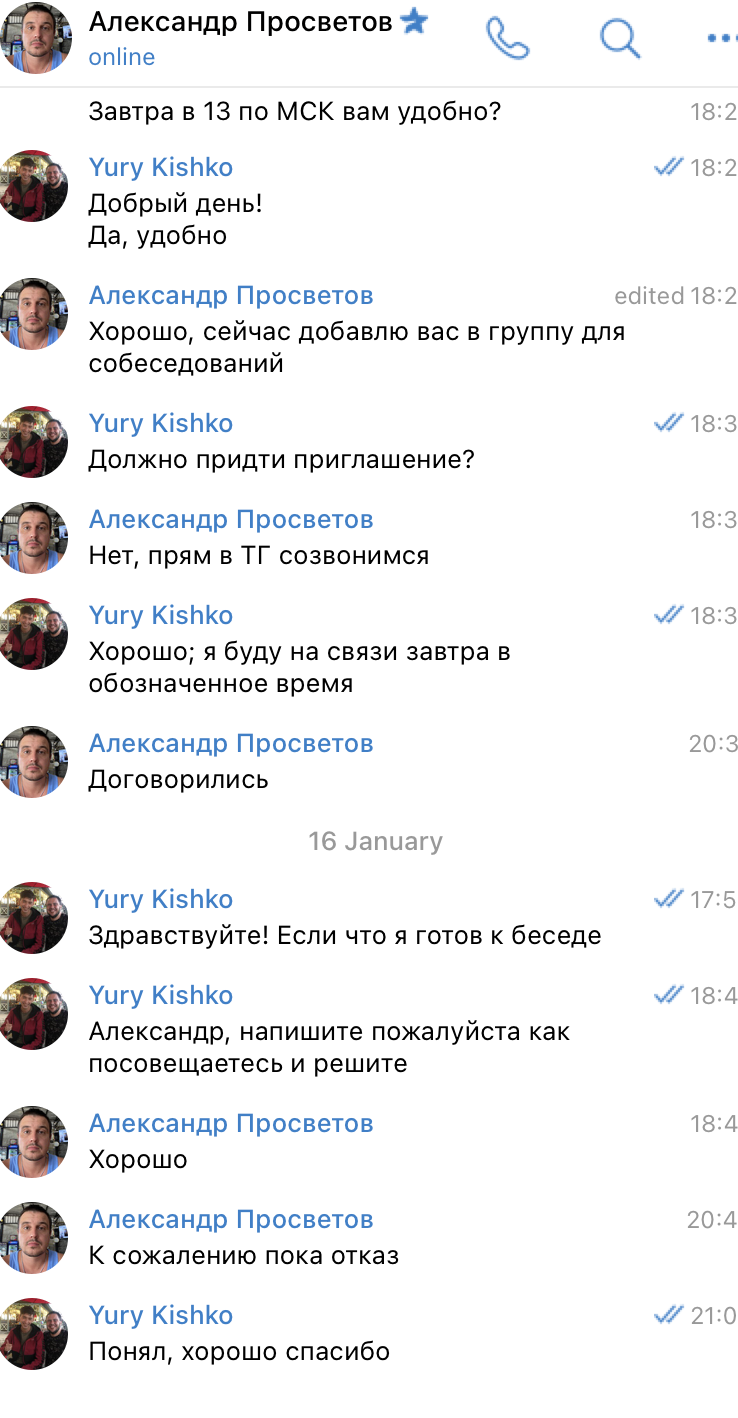 Александр Просветов
online
Завтра в 13 по МСК вам удобно?
18:2
Yury Kishko
18:2
Добрый день!
Да, удобно
Александр Просветов
edited 18:2
Хорошо, сейчас добавлю вас в группу для
собеседований
Yury Kishko
18:3
Должно придти приглашение?
Александр Просветов
18:3
Нет, прям в ТГ созвонимся
Yury Kishko
18:3
Хорошо; я буду на связи завтра в
обозначенное время
Александр Просветов
20:3
Договорились
16 January
Yury Kishko
17:5
Здравствуйте! Если что я готов к беседе
Yury Kishko
18:4
Александр, напишите пожалуйста как
посовещаетесь и решите
Александр Просветов
18:4
Хорошо
Александр Просветов
20:4
К сожалению пока отказ
Yury Kishko
21:0
Понял, хорошо спасибо